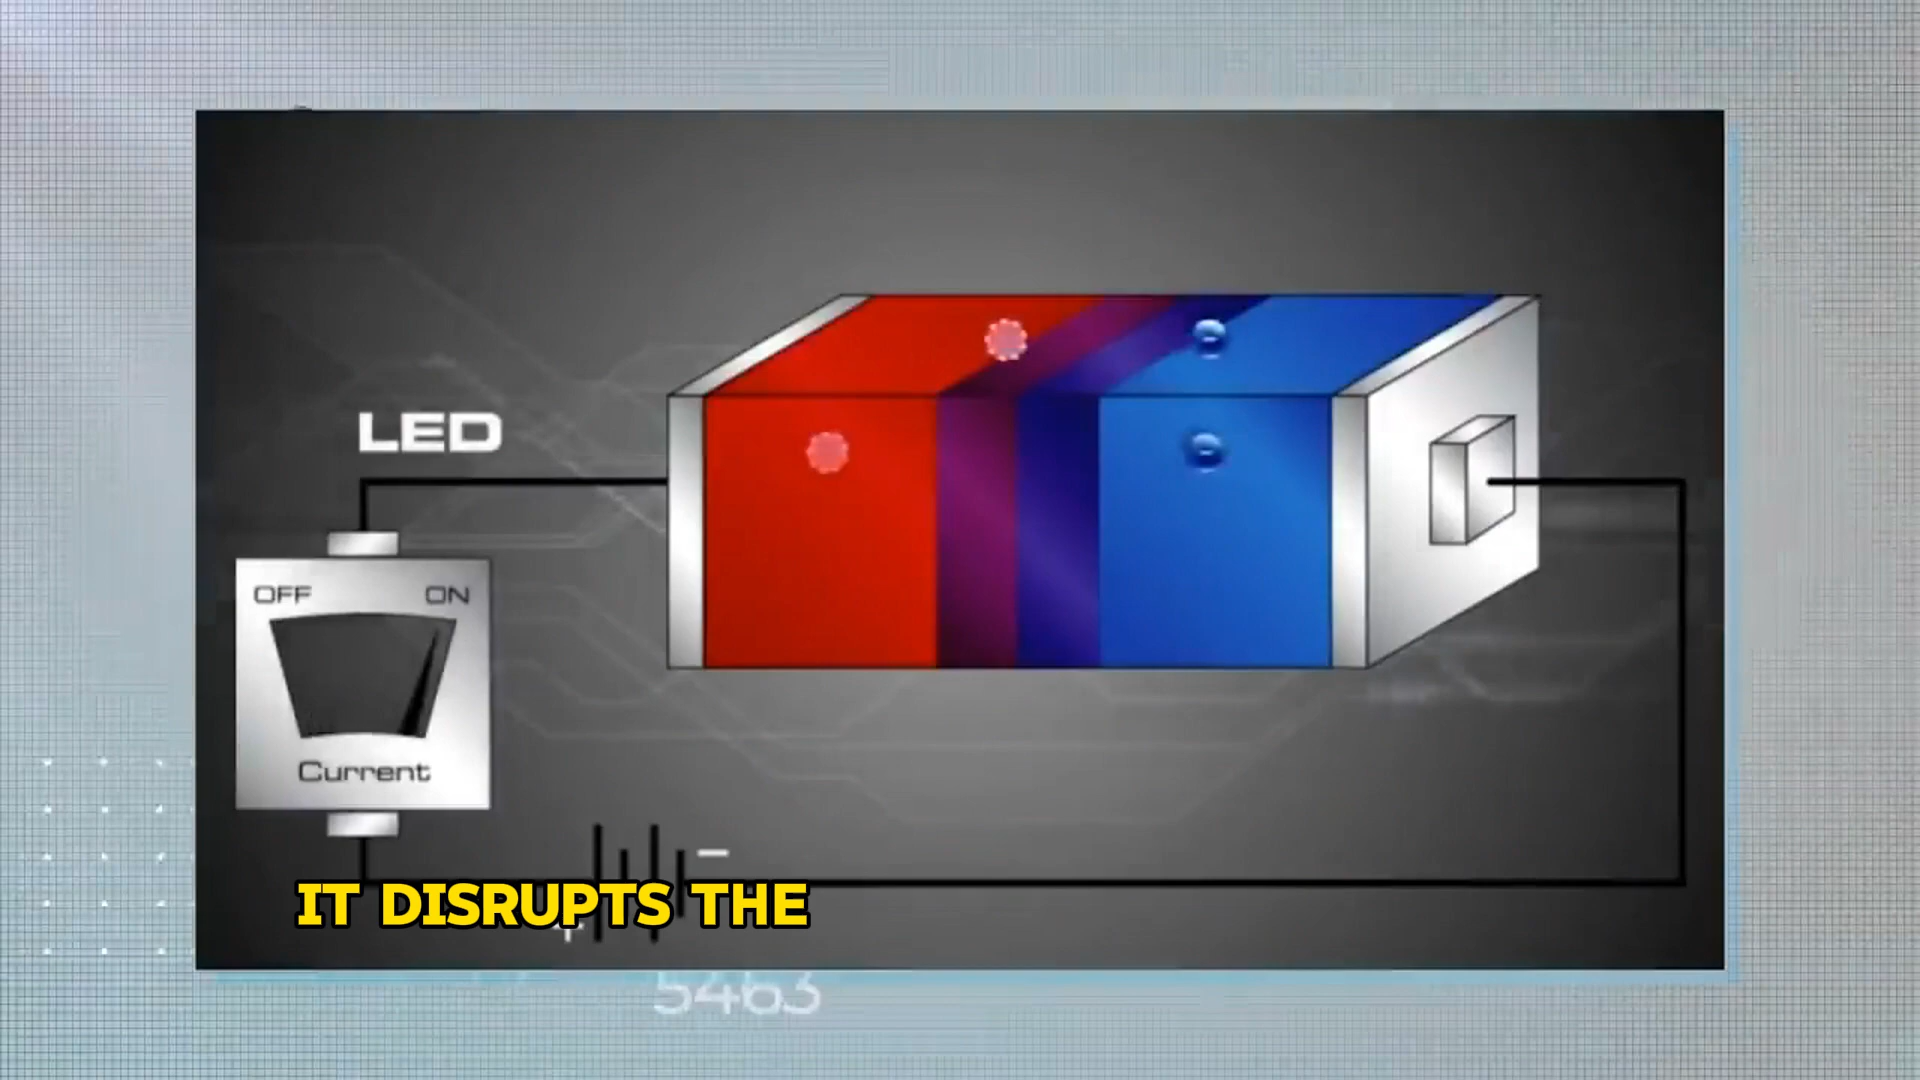 LED
OFF ON
Current
IT DISRUPTS THE
5463